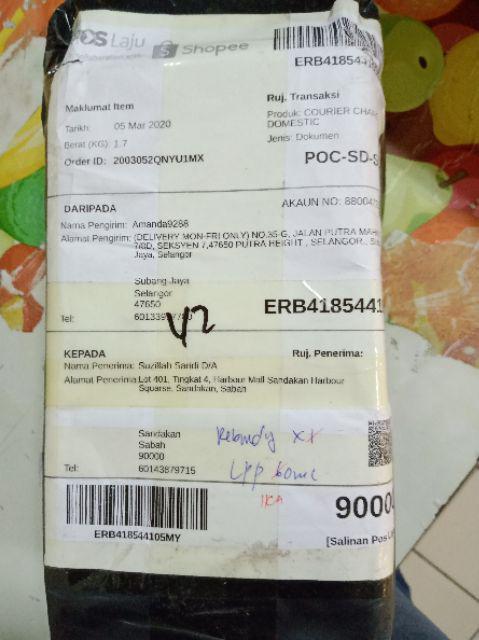 POS Laju
Shopee
ERB41854410
Maklumat Item
Ruj. Transaksi
Tarikh: 05 Mar 2020
Produk: COURIER CHA
DOMESTIC
Berat (KG): 1.7
Jenis: Dokumen
Order ID: 2003052QNYU1MX
POC-SD-S
DARIPADA
AKAUN NO: 88004
Nama Pengirim: Amanda9288
Alamat Pengirim: (DELIVERY MON-FRI ONLY) NO.35-G, JALAN PUTRA MAH
SEKSYEN 7,47650 PUTRA HEIGHT , SELANGOR.,
Jaya, Selangor
Subang Jaya
Selangor
47650
ERB4185441
Tel:
42
KEPADA
Ruj. Penerima:
Nama Penerima: Suzillah Saridi D/A
Alamat Penerima: Lot 401, Tingkat 4, Harbour Mall Sandakan Harbour
Squarse, Sandakan, Sabah
Sandakan
Sabah
90000
Tel: 60143879715
IKA
90000
ERB418544105MY
[Salinan Pos L